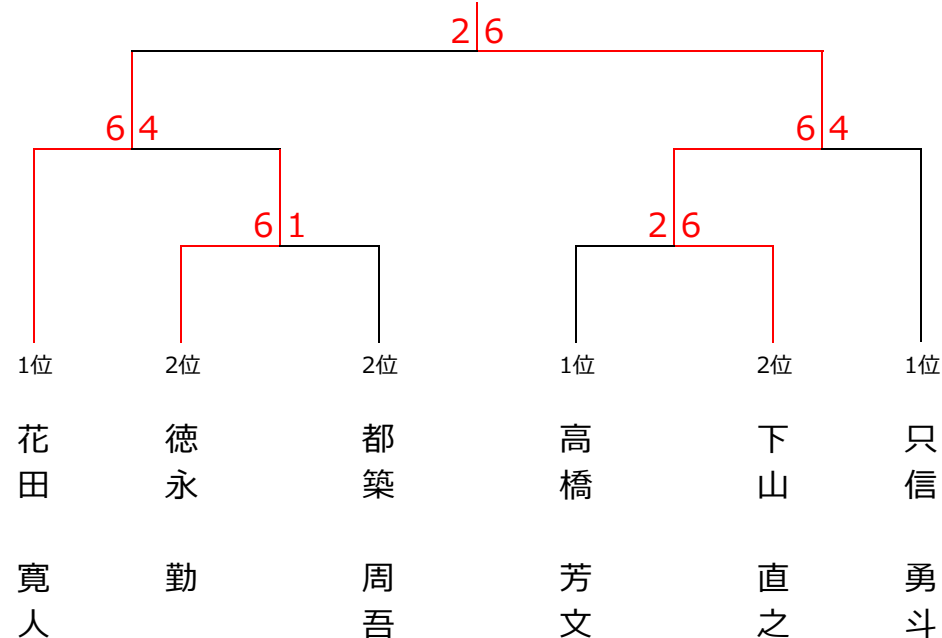 2 6
6 4
6 4
6 1
2 6
1位
2位
2位
1位
2位
1位
花田 寛人
徳永 勤
都築 周吾
高橋 芳文
下山 直之
只信 勇斗